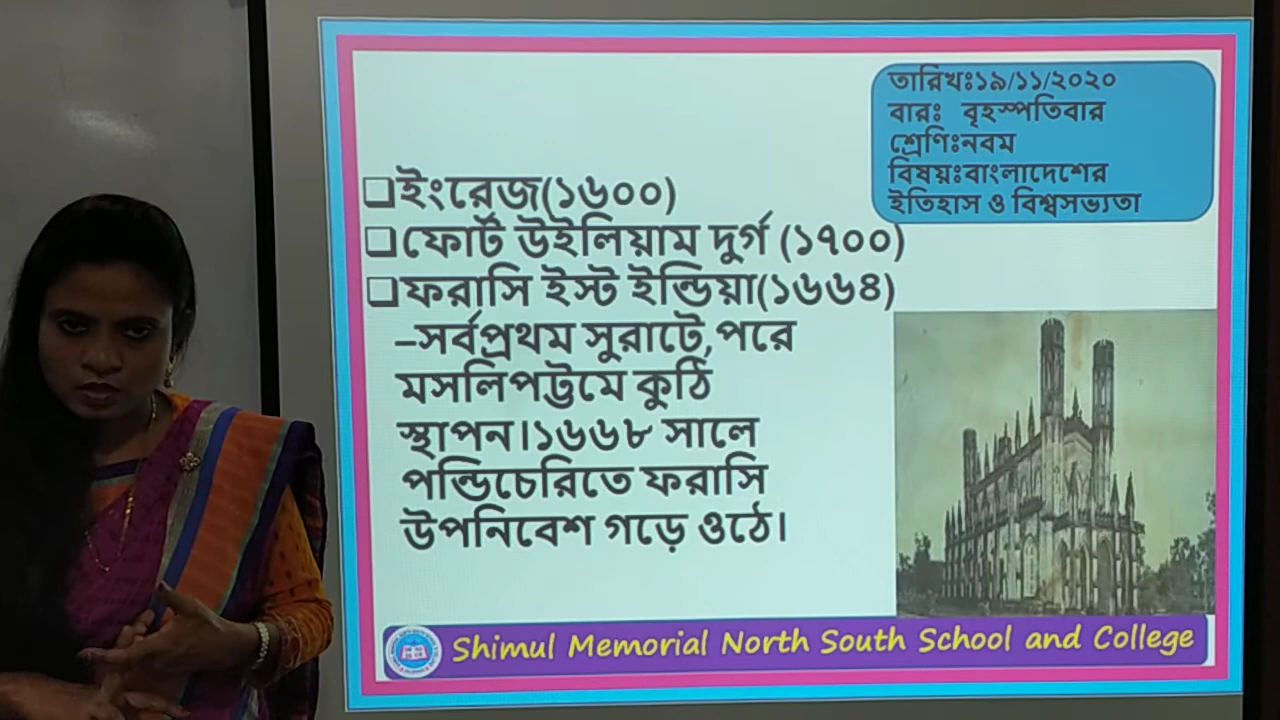 তারিখঃ১৯/১১/২০২০
বারঃ বৃহস্পতিবার
শ্রেণিঃনবম
বিষয়ঃবাংলাদেশের
ইতিহাস ও বিশ্বসভ্যতা
❑ইংরেজ(১৬০০)
❑ফোর্ট উইলিয়াম দুর্গ (১৭০০)
❑ফরাসি ইস্ট ইন্ডিয়া(১৬৬৪)
–সর্বপ্রথম সুরাটে,পরে
মসলিপট্টমে কুঠি
স্থাপন।১৬৬৮ সালে
পন্ডিচেরিতে ফরাসি
উপনিবেশ গড়ে ওঠে।
Shimul Memorial North South School and College